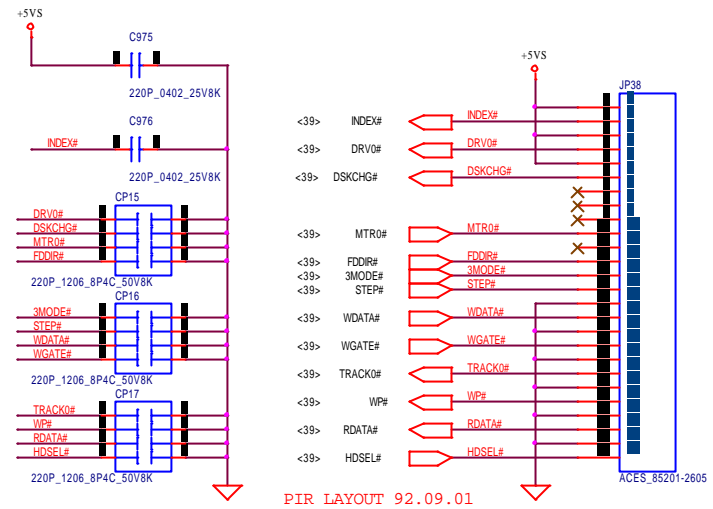 +5VS
C975
220P_0402_25V8K
INDEX#
C976
220P_0402_25V8K
CP15
DRV0#
DSKCHG#
MTR0#
FDDIR#
220P_1206_8P4C_50V8K
CP16
3MODE#
STEP#
WDATA#
WGATE#
220P_1206_8P4C_50V8K
CP17
TRACK0#
WP#
RDATA#
HDSEL#
220P_1206_8P4C_50V8K
+5VS
JP38
<39> INDEX# INDEX#
<39> DRV0# DRV0#
<39> DSKCHG# DSKCHG#
<39> MTR0# MTR0#
<39> FDDIR# FDDIR#
<39> 3MODE# 3MODE#
<39> STEP# STEP#
<39> WDATA# WDATA#
<39> WGATE# WGATE#
<39> TRACK0# TRACK0#
<39> WP# WP#
<39> RDATA# RDATA#
<39> HDSEL# HDSEL#
ACES_85201-2605
PIR LAYOUT 92.09.01